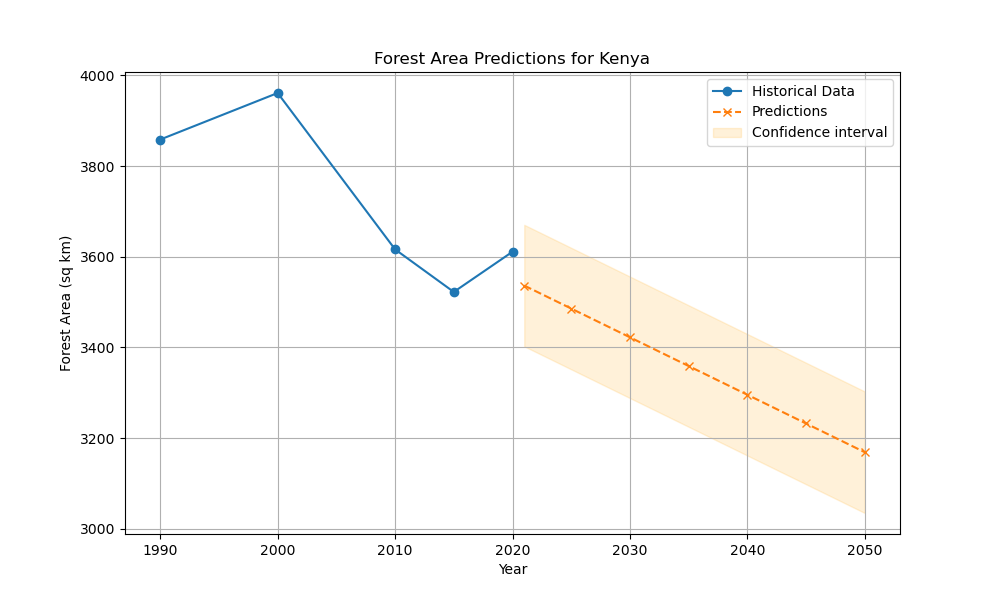 Forest Area Predictions for Kenya
4000
3800
3600
3400
3200
3000
Forest Area (sq km)
Historical Data
Predictions
Confidence interval
1990
2000
2010
2020
2030
2040
2050
Year